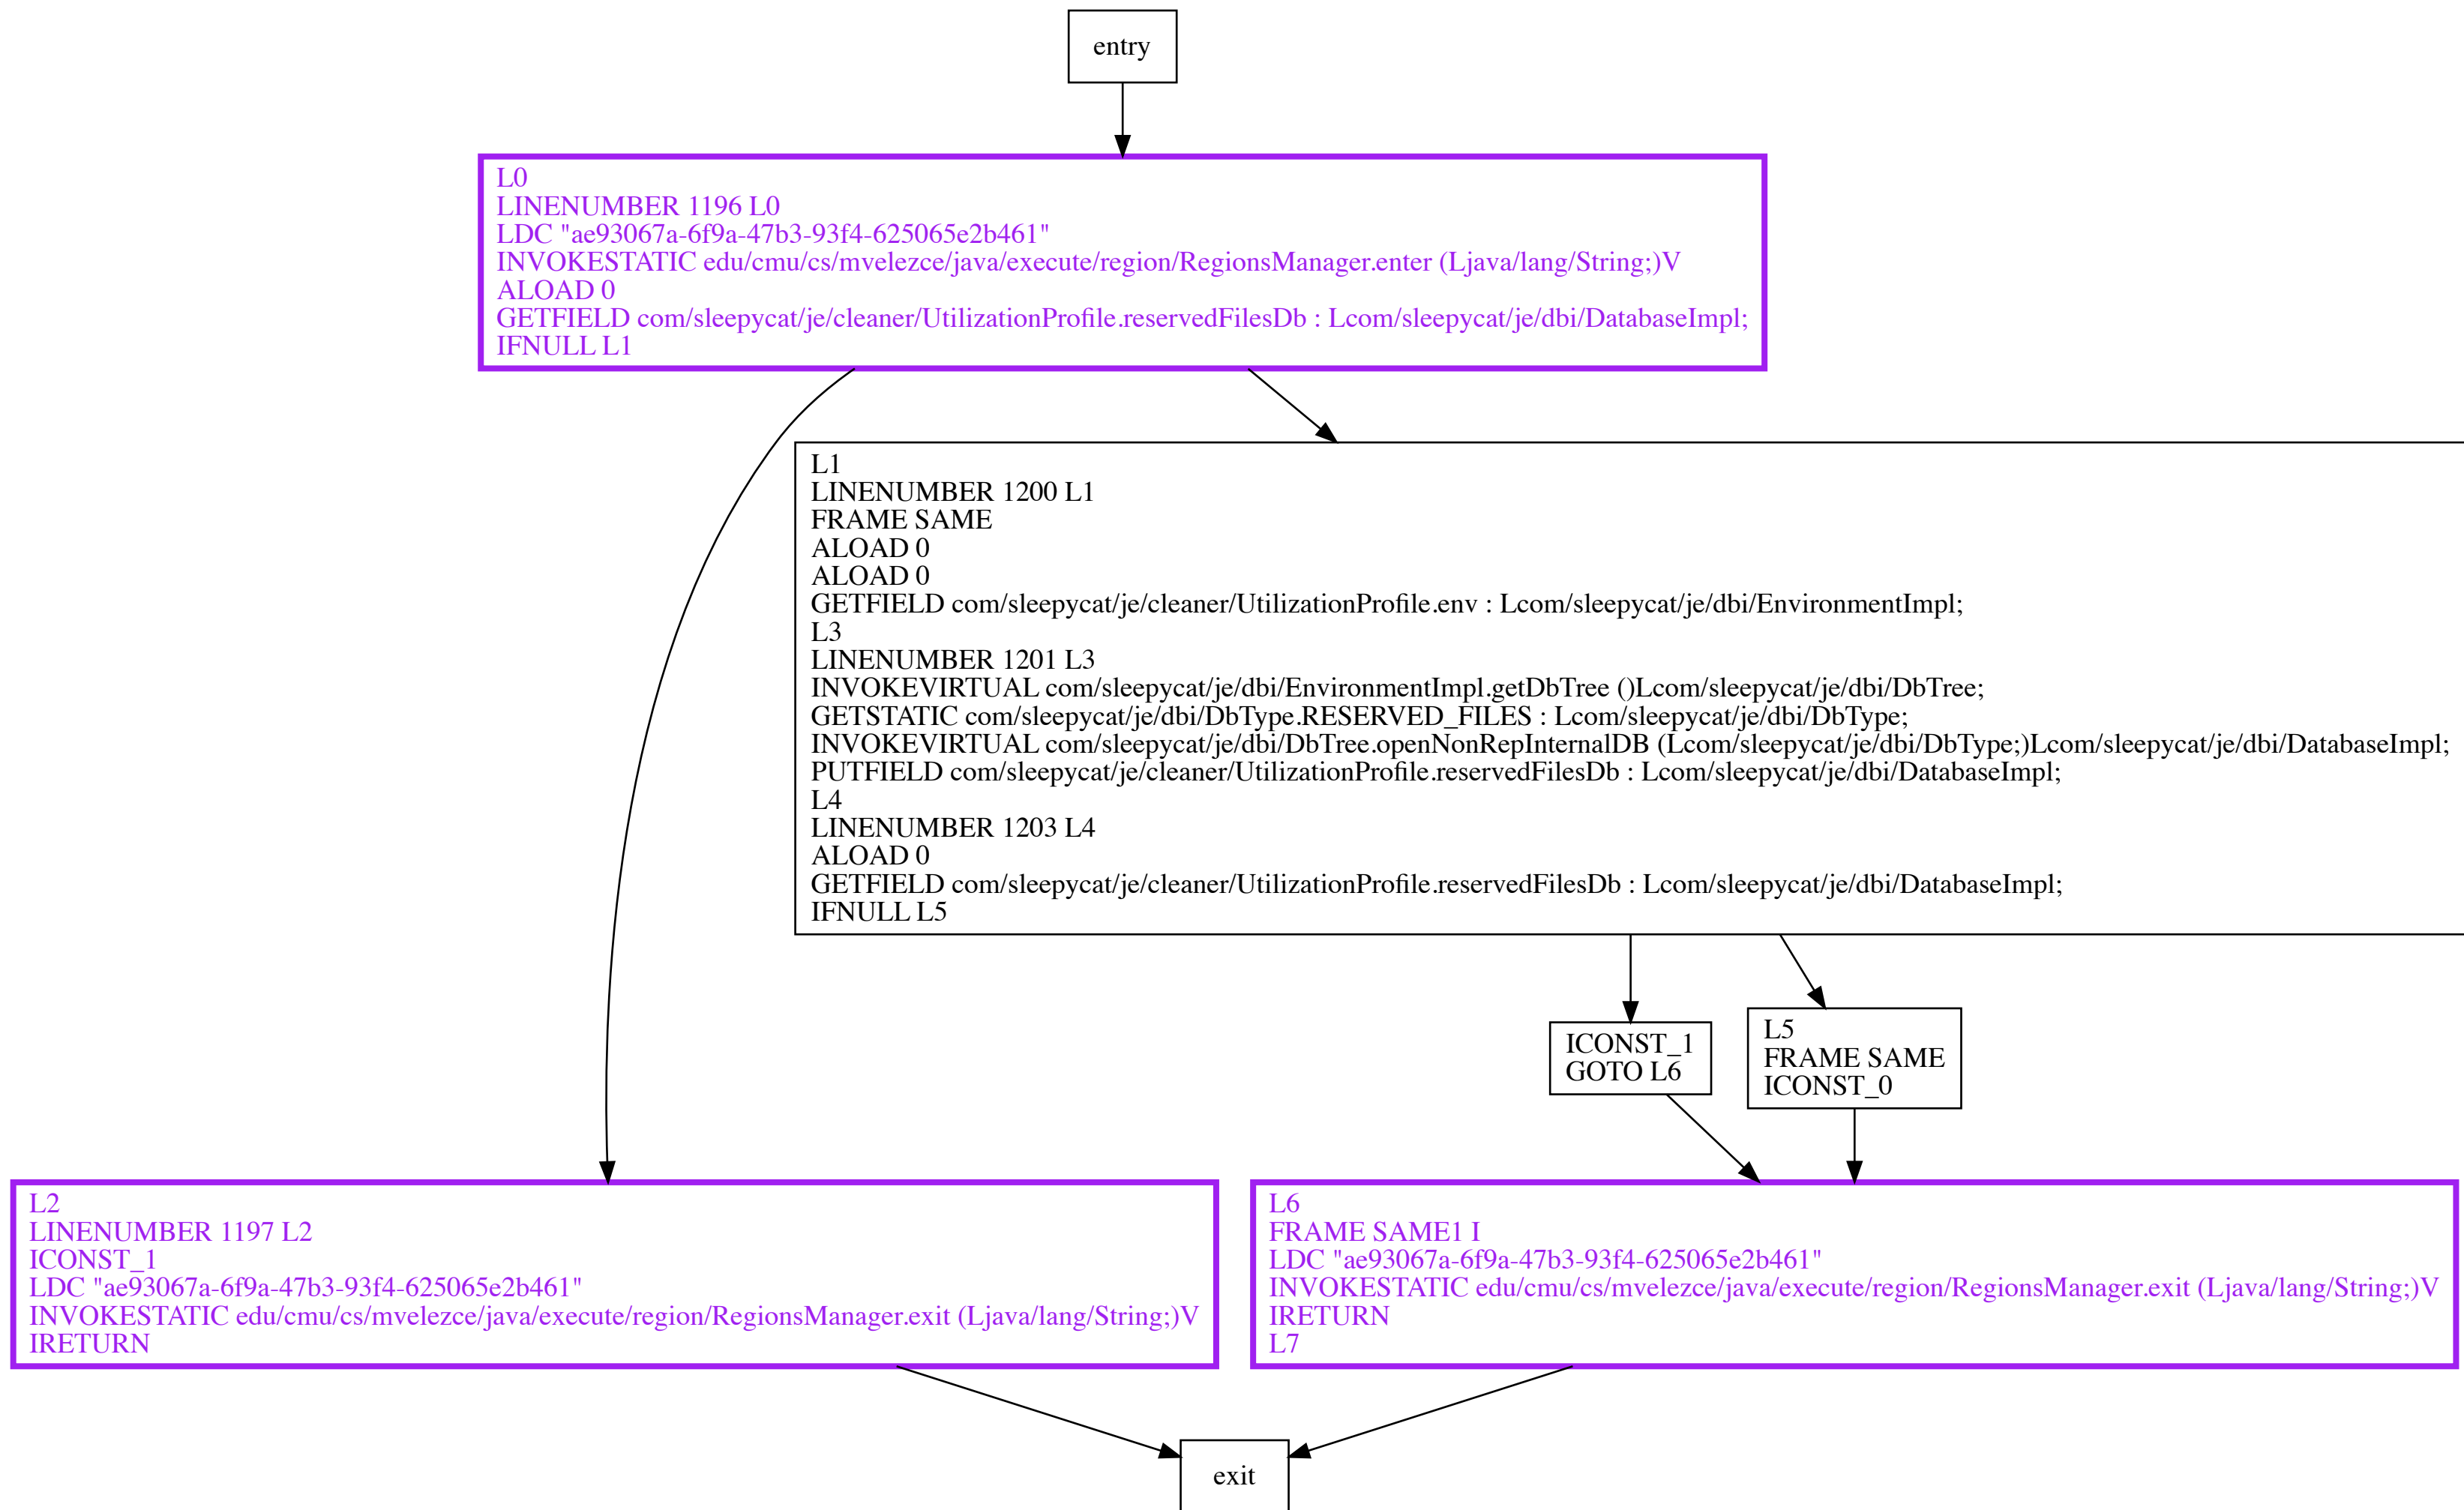 entry
L0
LINENUMBER 1196 L0
LDC "ae93067a-6f9a-47b3-93f4-625065e2b461"
INVOKESTATIC edu/cmu/cs/mvelezce/java/execute/region/RegionsManager.enter (Ljava/lang/String;)V
ALOAD 0
GETFIELD com/sleepycat/je/cleaner/UtilizationProfile.reservedFilesDb : Lcom/sleepycat/je/dbi/DatabaseImpl;
IFNULL L1
L1
LINENUMBER 1200 L1
FRAME SAME
ALOAD 0
ALOAD 0
GETFIELD com/sleepycat/je/cleaner/UtilizationProfile.env : Lcom/sleepycat/je/dbi/EnvironmentImpl;
L3
LINENUMBER 1201 L3
INVOKEVIRTUAL com/sleepycat/je/dbi/EnvironmentImpl.getDbTree ()Lcom/sleepycat/je/dbi/DbTree;
GETSTATIC com/sleepycat/je/dbi/DbType.RESERVED_FILES : Lcom/sleepycat/je/dbi/DbType;
INVOKEVIRTUAL com/sleepycat/je/dbi/DbTree.openNonRepInternalDB (Lcom/sleepycat/je/dbi/DbType;)Lcom/sleepycat/je/dbi/DatabaseImpl;
PUTFIELD com/sleepycat/je/cleaner/UtilizationProfile.reservedFilesDb : Lcom/sleepycat/je/dbi/DatabaseImpl;
L4
LINENUMBER 1203 L4
ALOAD 0
GETFIELD com/sleepycat/je/cleaner/UtilizationProfile.reservedFilesDb : Lcom/sleepycat/je/dbi/DatabaseImpl;
IFNULL L5
ICONST_1
GOTO L6
L5
FRAME SAME
ICONST_0
L2
LINENUMBER 1197 L2
ICONST_1
LDC "ae93067a-6f9a-47b3-93f4-625065e2b461"
INVOKESTATIC edu/cmu/cs/mvelezce/java/execute/region/RegionsManager.exit (Ljava/lang/String;)V
IRETURN
L6
FRAME SAME1 I
LDC "ae93067a-6f9a-47b3-93f4-625065e2b461"
INVOKESTATIC edu/cmu/cs/mvelezce/java/execute/region/RegionsManager.exit (Ljava/lang/String;)V
IRETURN
L7
exit